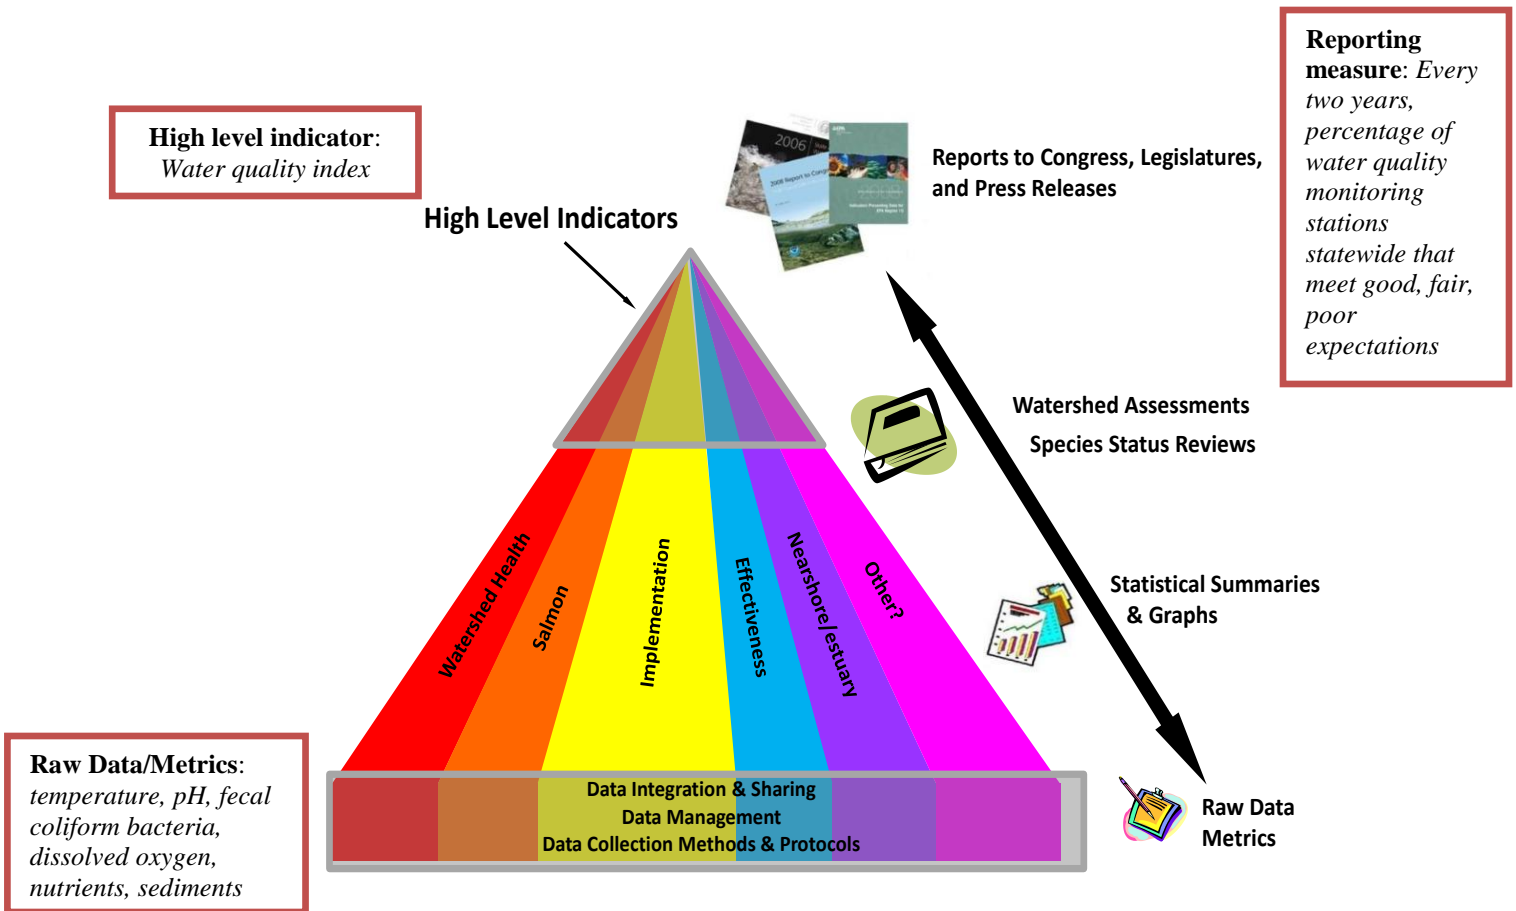 High level indicator:
Water quality index
Reporting
measure: Every
two years,
percentage of
water quality
monitoring
stations
statewide that
meet good, fair,
poor
expectations
2006
Reports to Congress, Legislatures,
and Press Releases
High Level Indicators
Watershed Assessments
Species Status Reviews
Statistical Summaries
& Graphs
Watershed Health
Salmon
Implementation
Effectiveness
Nearshore/estuary
Other?
Raw Data/Metrics:
temperature, pH, fecal
coliform bacteria,
dissolved oxygen,
nutrients, sediments
Data Integration & Sharing
Data Management
Data Collection Methods & Protocols
Raw Data
Metrics